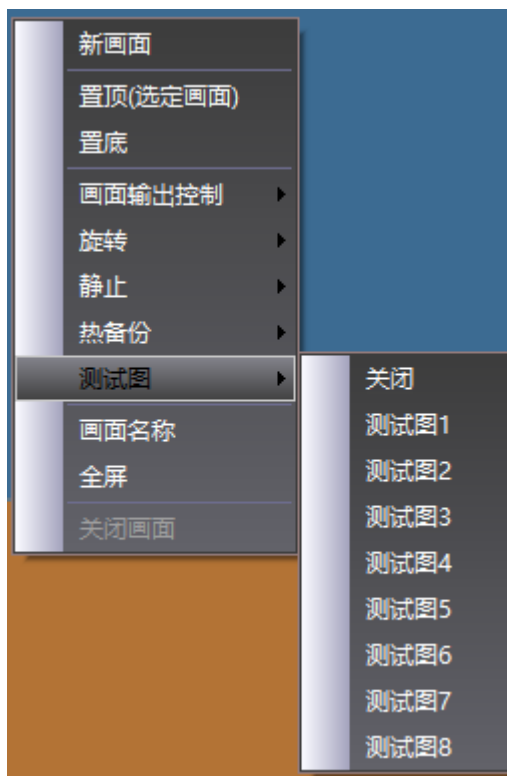 新画面
置顶(选定画面)
置底
画面输出控制
旋转
静止
热备份
测试图
画面名称
全屏
关闭画面
关闭
测试图1
测试图2
测试图3
测试图4
测试图5
测试图6
测试图7
测试图8